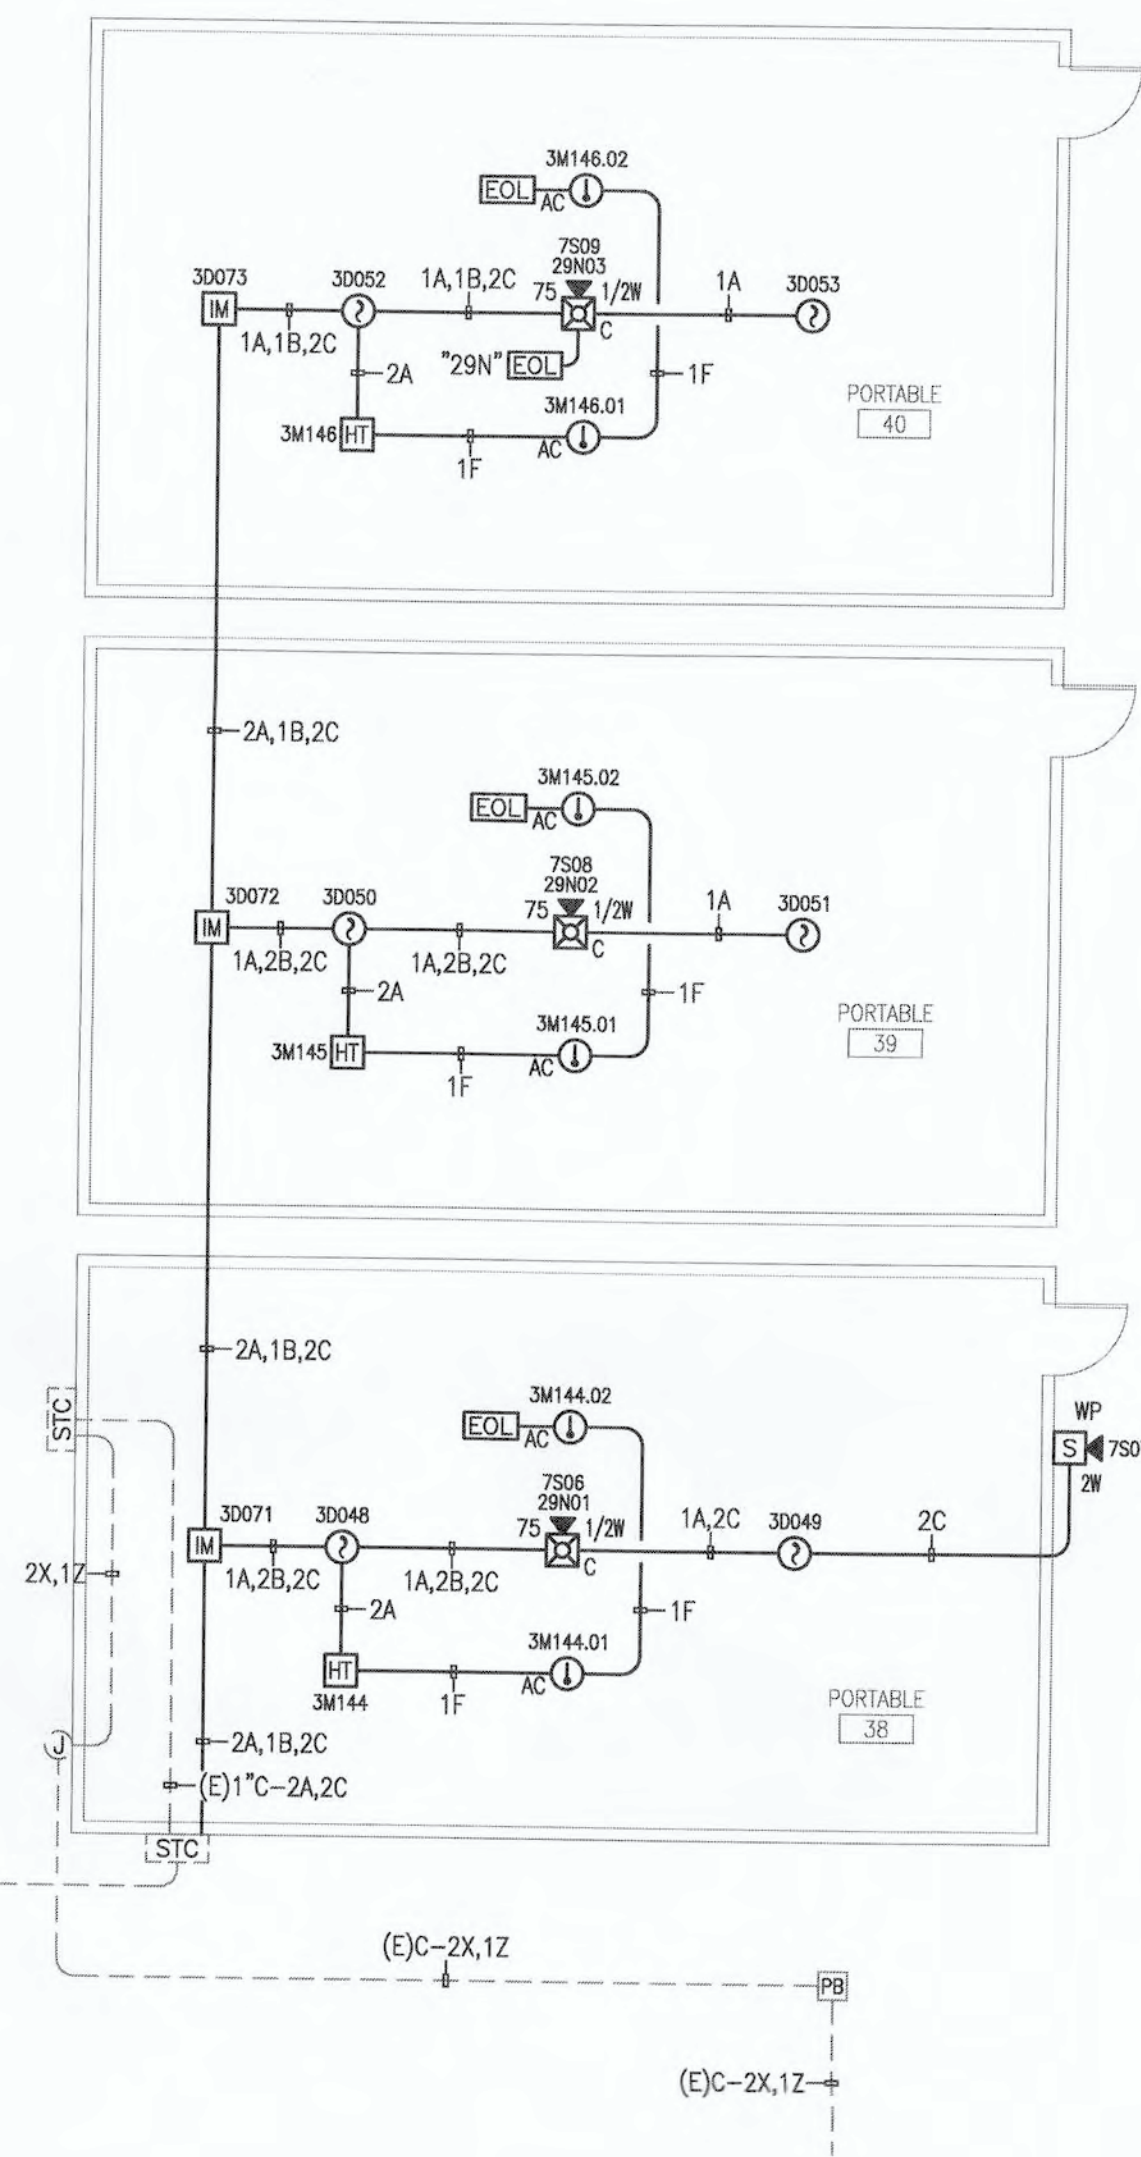 3M146.02
EOL
AC
7S09
29N03
3D073
3D052
1A,1B,2C
75
1/2W
1A
3D053
IM
C
1A,1B,2C
"29N"
EOL
2A
1F
PORTABLE
40
3M146.01
3M146
HT
AC
1F
2A,1B,2C
3M145.02
EOL
AC
7S08
29N02
3D072
3D050
75
1/2W
1A
3D051
IM
C
1A,2B,2C
1A,2B,2C
2A
1F
PORTABLE
39
3M145.01
3M145
HT
AC
1F
2A,1B,2C
3M144.02
STC
EOL
AC
WP
S
7S0
2W
7S06
29N01
3D071
3D048
75
1/2W
1A,2C
3D049
2C
IM
C
2X,1Z
1A,2B,2C
1A,2B,2C
2A
1F
3M144.01
HT
AC
3M144
1F
PORTABLE
38
J
2A,1B,2C
(E)1"C-2A,2C
STC
(E)C-2X,1Z
PB
(E)C-2X,1Z